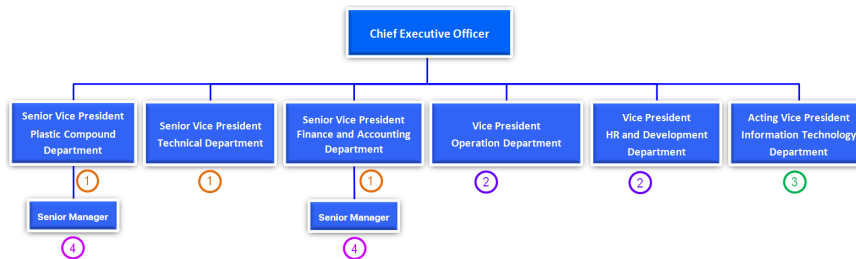 Chief Executive Officer
Senior Vice President
Plastic Compound
Department
Senior Vice President
Technical Department
Senior Vice President
Finance and Accounting
Department
Vice President
Operation Department
Vice President
HR and Development
Department
Acting Vice President
Information Technology
Department
1
1
1
2
2
3
Senior Manager
Senior Manager
4
4